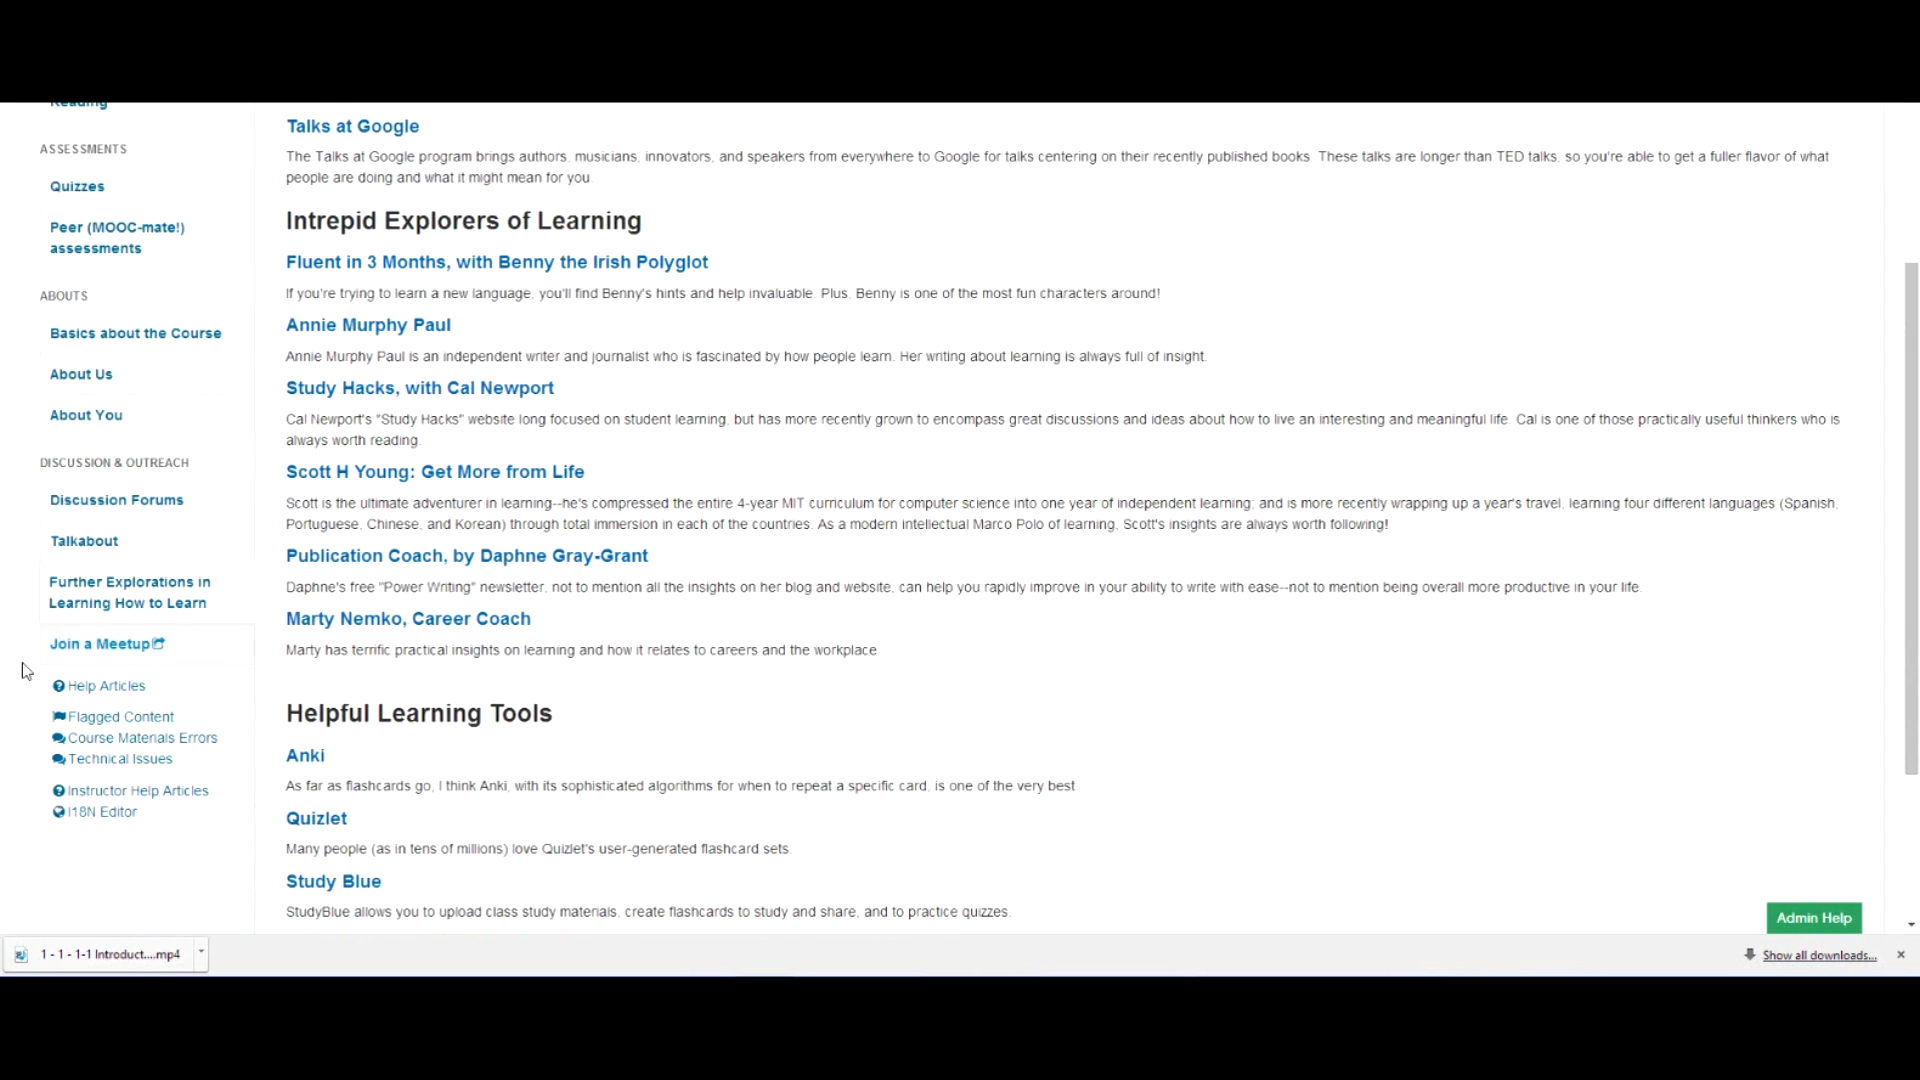 Reading
ASSESSMENTS
Quizzes
Peer (MOOC-mate!)
assessments
ABOUTS
Basics about the Course
About Us
About You
DISCUSSION & OUTREACH
Discussion Forums
Talkabout
Further Explorations in
Learning How to Learn
Join a Meetup
Help Articles
Flagged Content
Course Materials Errors
Technical Issues
Instructor Help Articles
I18N Editor
Talks at Google
The Talks at Google program brings authors, musicians, innovators, and speakers from everywhere to Google for talks centering on their recently published books. These talks are longer than TED talks, so you're able to get a fuller flavor of what
people are doing and what it might mean for you.
Intrepid Explorers of Learning
Fluent in 3 Months, with Benny the Irish Polyglot
If you're trying to learn a new language, you'll find Benny's hints and help invaluable. Plus, Benny is one of the most fun characters around!
Annie Murphy Paul
Annie Murphy Paul is an independent writer and journalist who is fascinated by how people learn. Her writing about learning is always full of insight.
Study Hacks, with Cal Newport
Cal Newport's "Study Hacks" website long focused on student learning, but has more recently grown to encompass great discussions and ideas about how to live an interesting and meaningful life. Cal is one of those practically useful thinkers who is
always worth reading.
Scott H Young: Get More from Life
Scott is the ultimate adventurer in learning--he's compressed the entire 4-year MIT curriculum for computer science into one year of independent learning; and is more recently wrapping up a year's travel, learning four different languages (Spanish,
Portuguese, Chinese, and Korean) through total immersion in each of the countries. As a modern intellectual Marco Polo of learning, Scott's insights are always worth following!
Publication Coach, by Daphne Gray-Grant
Daphne's free "Power Writing" newsletter, not to mention all the insights on her blog and website, can help you rapidly improve in your ability to write with ease--not to mention being overall more productive in your life.
Marty Nemko, Career Coach
Marty has terrific practical insights on learning and how it relates to careers and the workplace
Helpful Learning Tools
Anki
As far as flashcards go, I think Anki, with its sophisticated algorithms for when to repeat a specific card, is one of the very best.
Quizlet
Many people (as in tens of millions) love Quizlet's user-generated flashcard sets.
Study Blue
StudyBlue allows you to upload class study materials, create flashcards to study and share, and to practice quizzes.
Admin Help
1 - 1 - 1-1 Introduct....mp4
Show all downloads...